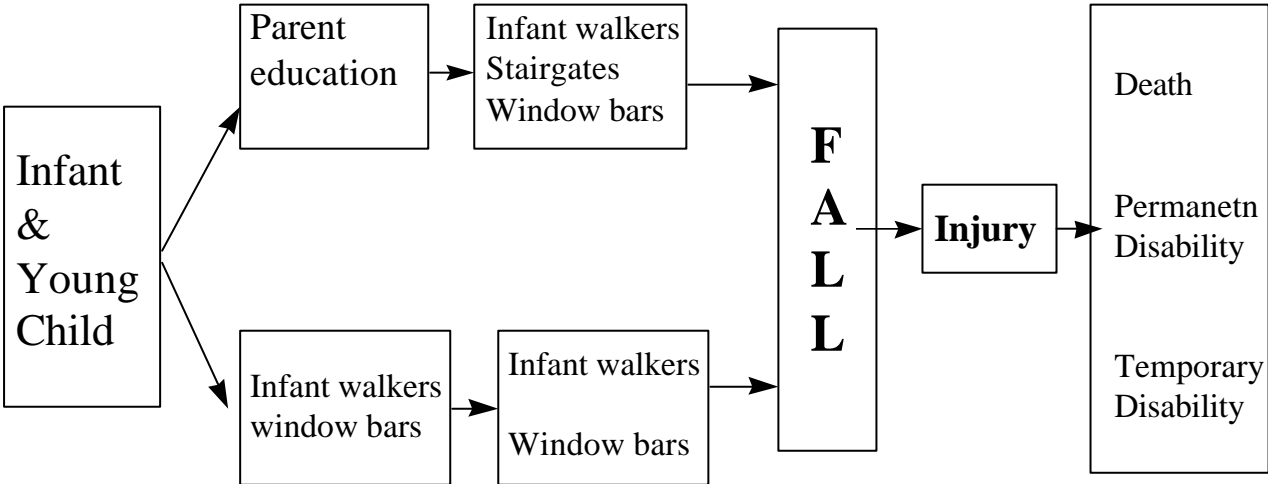 Infant
&
Young
Child
Parent
education
Infant walkers
Stairgates
Window bars
Infant walkers
window bars
Infant walkers
Window bars
F
A
L
L
Injury
Death
Permanetn
Disability
Temporary
Disability